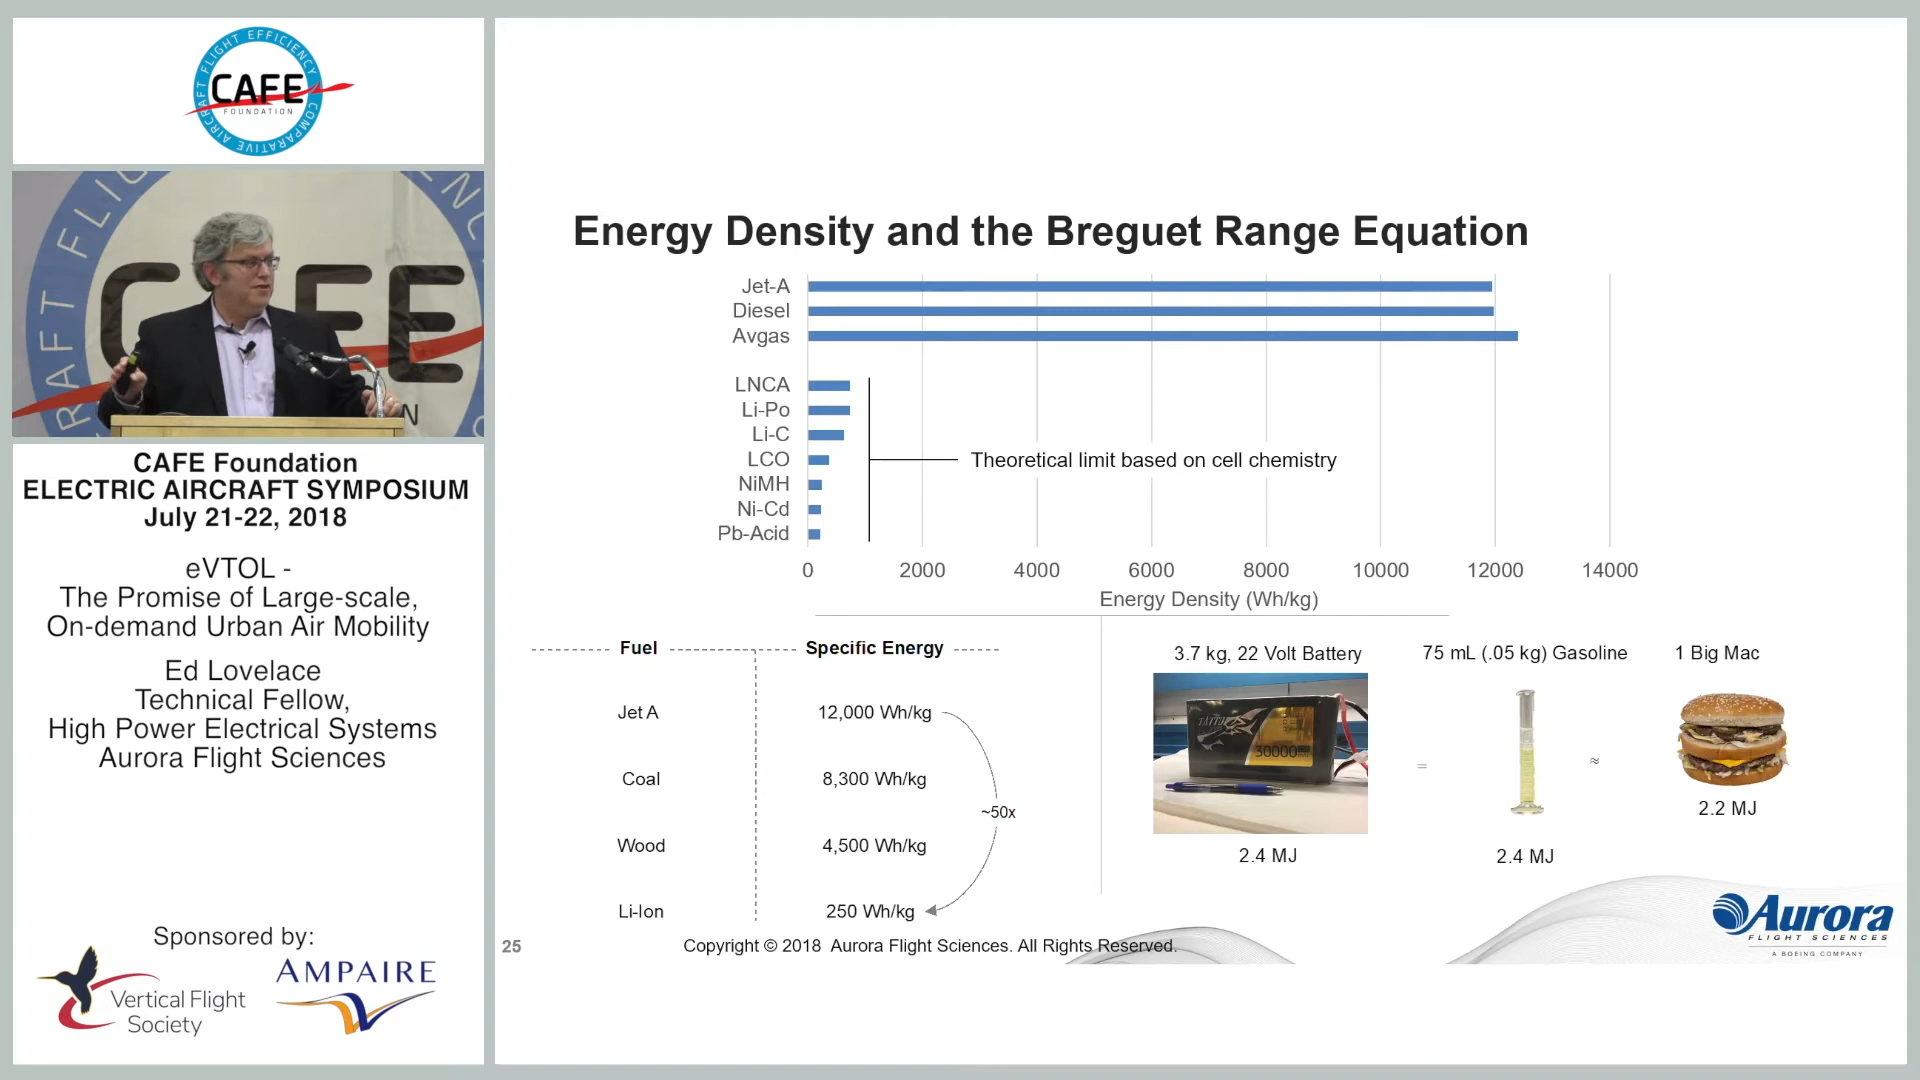 AIRCRAFT FLIGHT EFFICIENCY COMPARATIVE
CAFE
FOUNDATION
CAFE
CAFE Foundation
ELECTRIC AIRCRAFT SYMPOSIUM
July 21-22, 2018
eVTOL -
The Promise of Large-scale,
On-demand Urban Air Mobility
Ed Lovelace
Technical Fellow,
High Power Electrical Systems
Aurora Flight Sciences
Sponsored by:
Vertical Flight
Society
AMPAIRE
Energy Density and the Breguet Range Equation
Jet-A
Diesel
Avgas
LNCA
Li-Po
Li-C
LCO
NiMH
Ni-Cd
Pb-Acid
Theoretical limit based on cell chemistry
0 2000 4000 6000 8000 10000 12000 14000
Energy Density (Wh/kg)
Fuel Specific Energy
Jet A 12,000 Wh/kg
Coal 8,300 Wh/kg
~50x
Wood 4,500 Wh/kg
Li-Ion 250 Wh/kg
3.7 kg, 22 Volt Battery 75 mL (.05 kg) Gasoline 1 Big Mac
TATTU
30000
= ≈
2.2 MJ
2.4 MJ 2.4 MJ
25
Copyright © 2018 Aurora Flight Sciences. All Rights Reserved.
Aurora
FLIGHT SCIENCES
A BOEING COMPANY